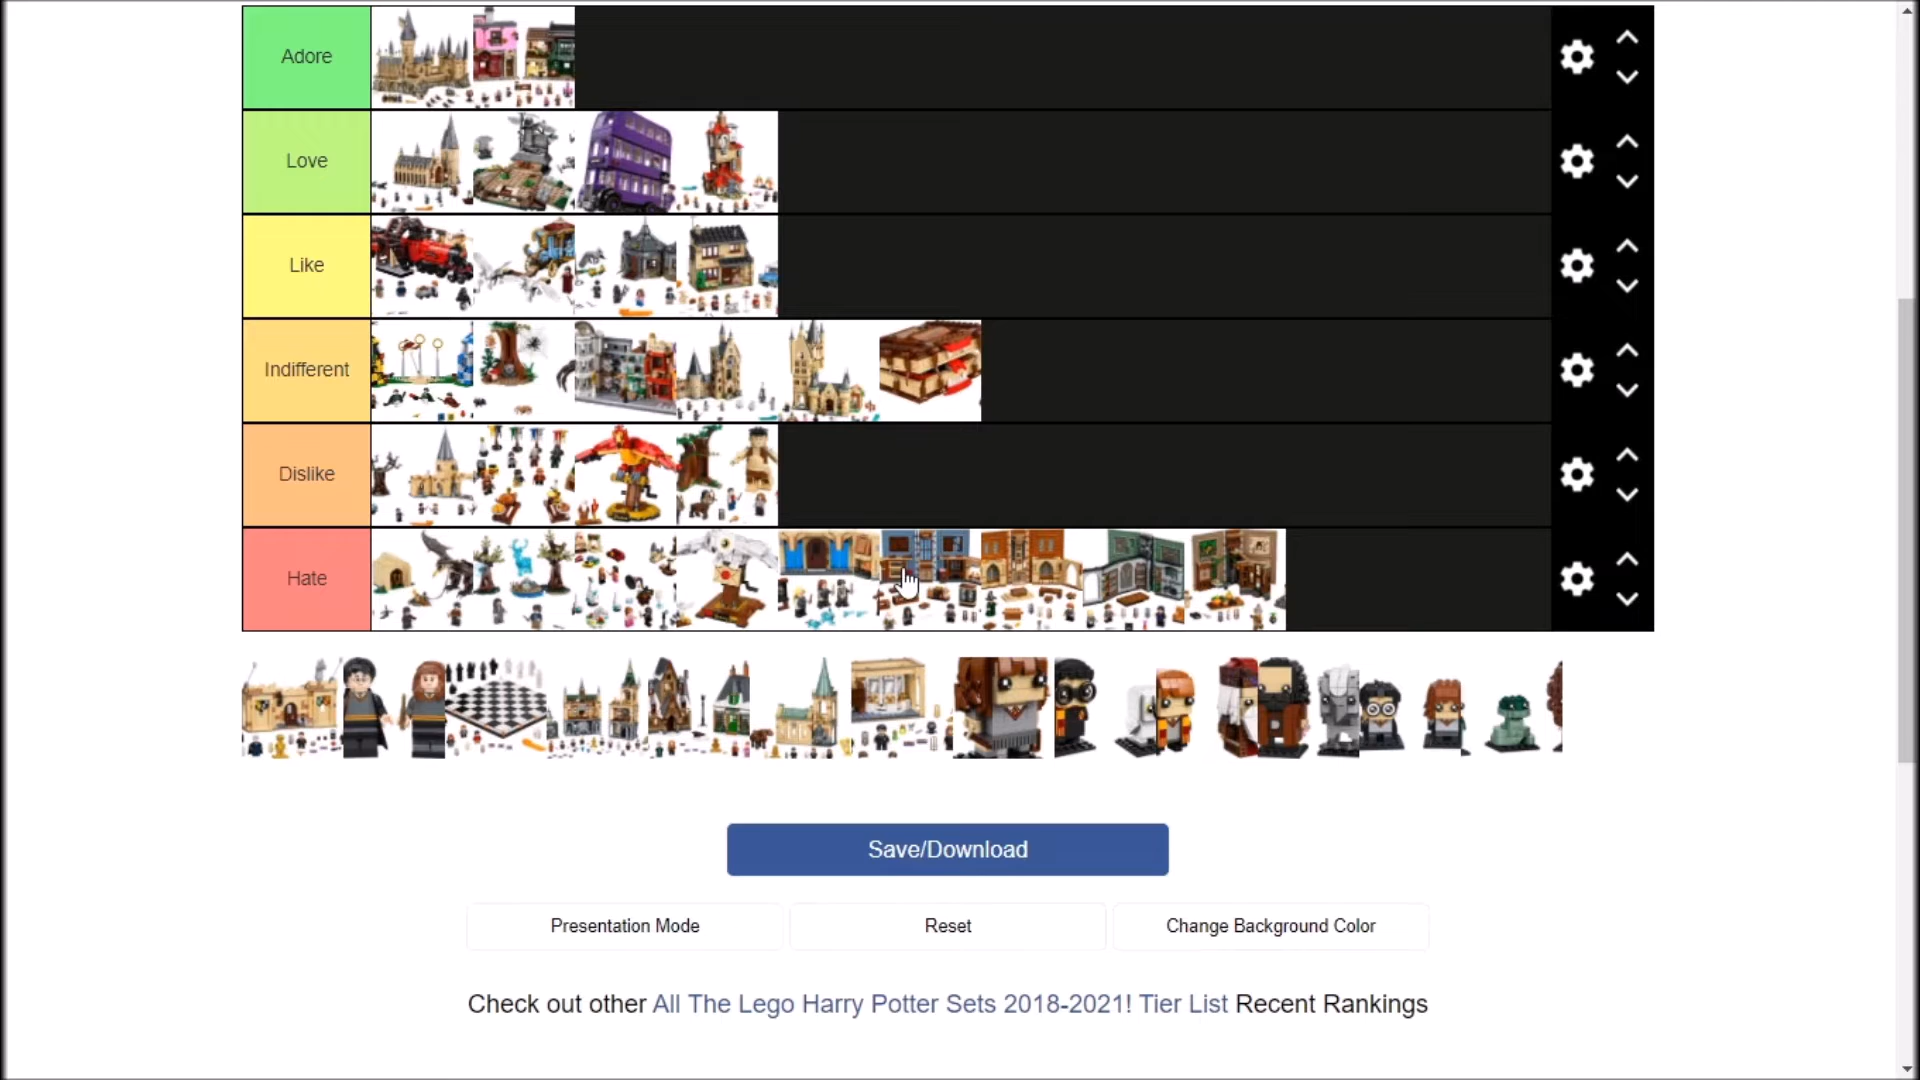 Adore
Love
Like
Indifferent
Dislike
Hate
Save/Download
Presentation Mode
Reset
Change Background Color
Check out other All The Lego Harry Potter Sets 2018-2021! Tier List Recent Rankings